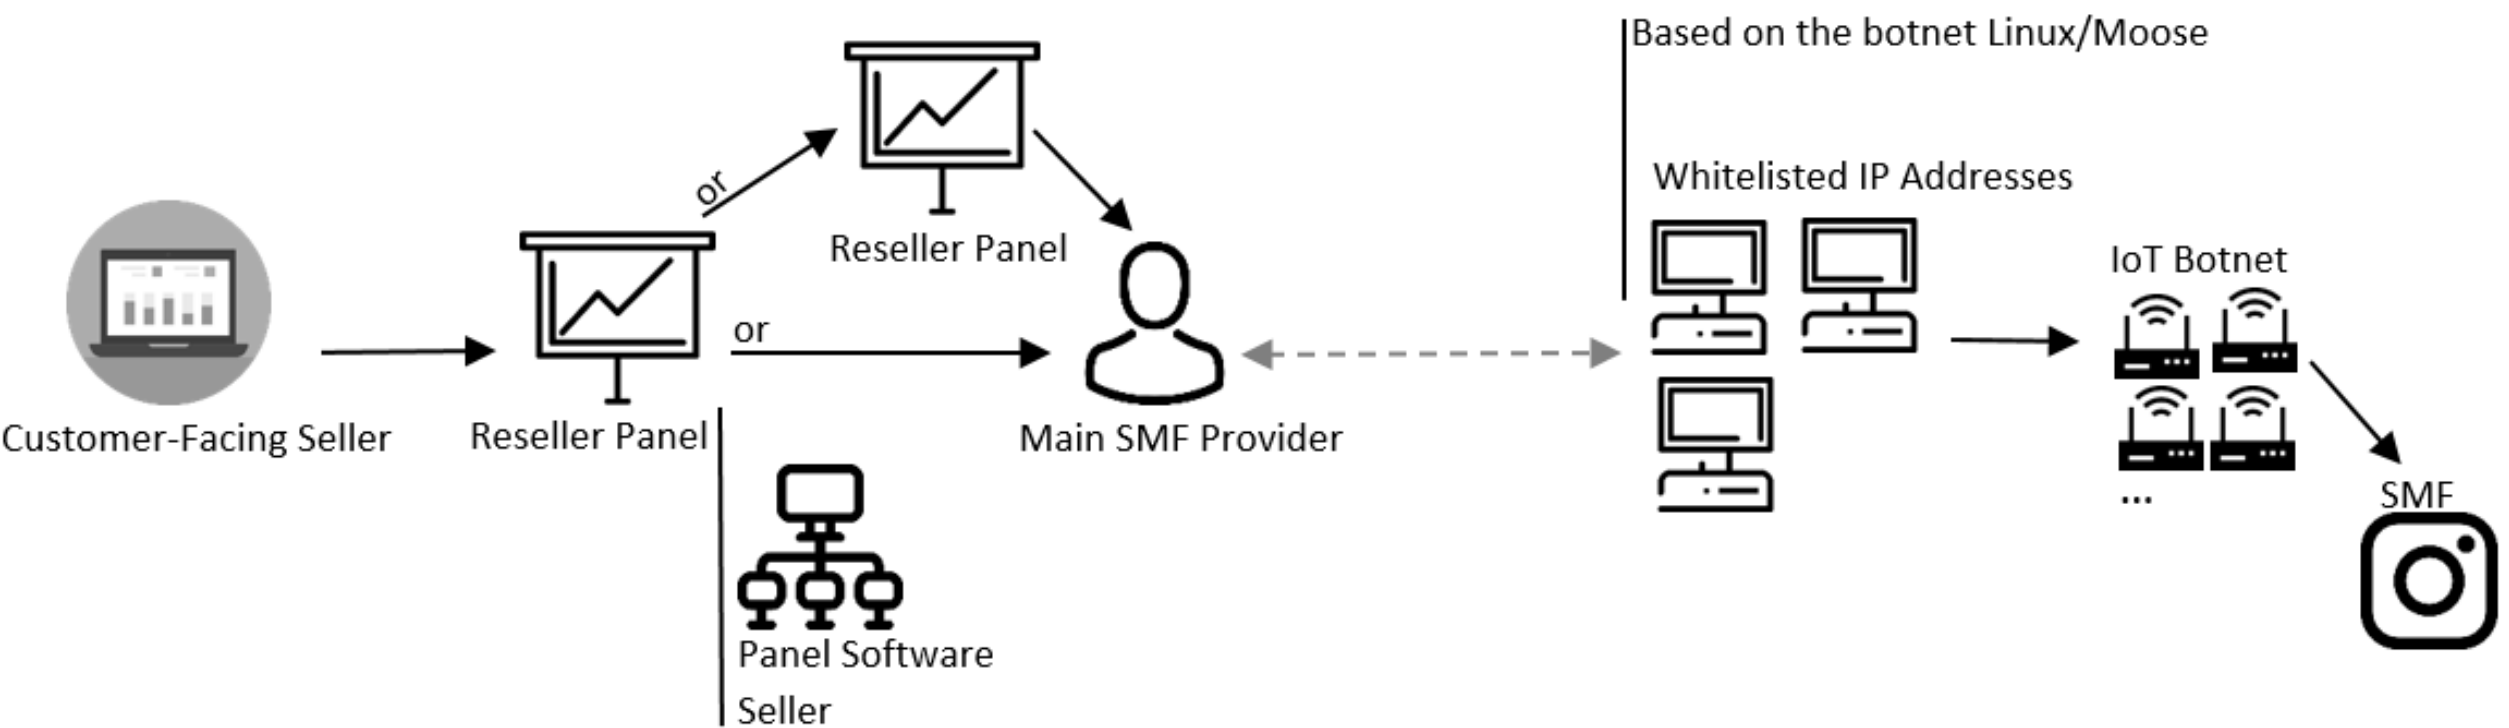 Based on the botnet Linux/Moose
Whitelisted IP Addresses
or
Reseller Panel
IoT Botnet
or
Customer-Facing Seller
Reseller Panel
Main SMF Provider
...
SMF
Panel Software
Seller